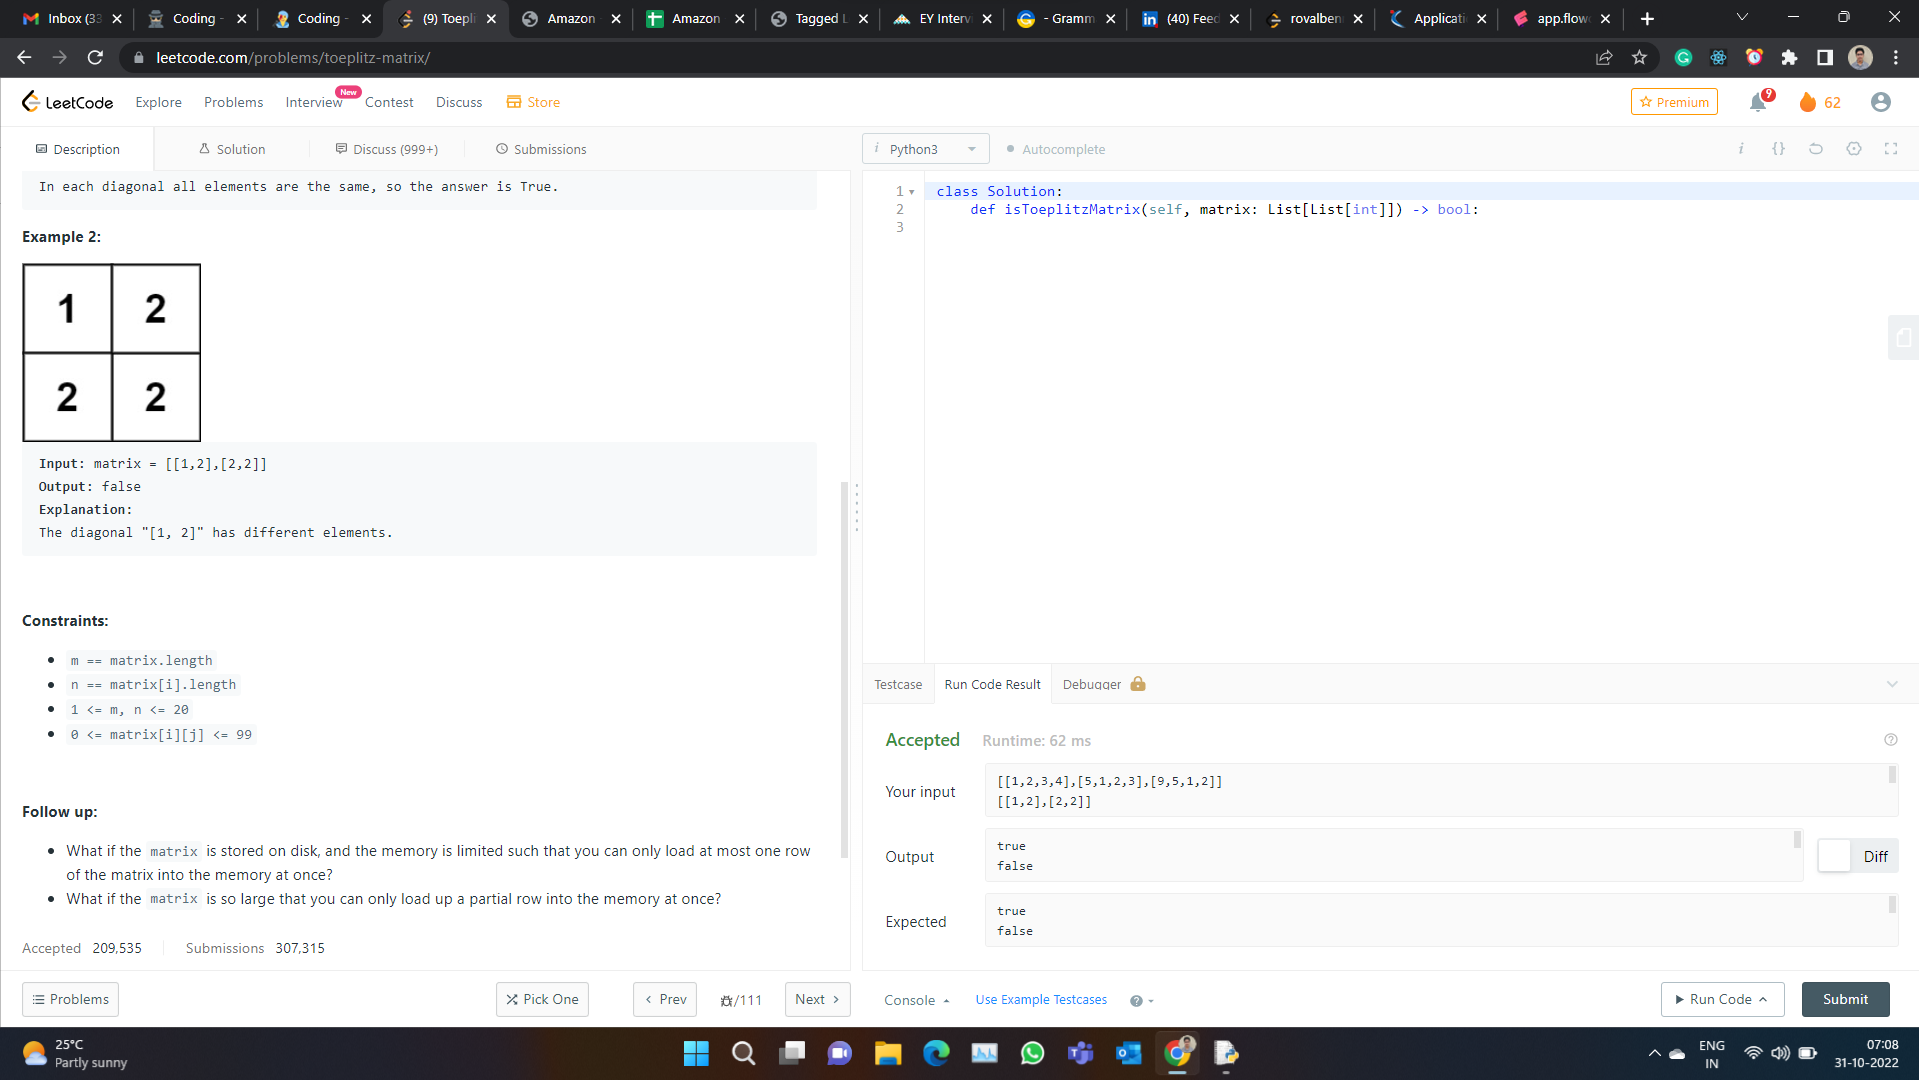 Inbox (33
Coding -
Coding -
(9) Toepli
Amazon
Amazon
Tagged L
EY Interv
- Gramm
(40) Feed
rovalben
Applicati
app.flow
leetcode.com/problems/toeplitz-matrix/
LeetCode
Explore
Problems
Interview
New
Contest
Discuss
Store
Premium
9
62
Description
Solution
Discuss (999+)
Submissions
i Python3
Autocomplete
i {}
In each diagonal all elements are the same, so the answer is True.
Example 2:
1 2
2 2
Input: matrix = [[1,2],[2,2]]
Output: false
Explanation:
The diagonal "[1, 2]" has different elements.
Constraints:
m == matrix.length
n == matrix[i].length
1 <= m, n <= 20
0 <= matrix[i][j] <= 99
Follow up:
What if the matrix is stored on disk, and the memory is limited such that you can only load at most one row
of the matrix into the memory at once?
What if the matrix is so large that you can only load up a partial row into the memory at once?
Accepted 209,535 Submissions 307,315
Problems
Pick One
Prev
/111
Next
1 class Solution:
2 def isToeplitzMatrix(self, matrix: List[List[int]]) -> bool:
3
Testcase
Run Code Result
Debugger
Accepted Runtime: 62 ms
Your input
[[1,2,3,4],[5,1,2,3],[9,5,1,2]]
[[1,2],[2,2]]
Output
true
false
Diff
Expected
true
false
Console
Use Example Testcases
Run Code
Submit
25°C
Partly sunny
ENG
IN
07:08
31-10-2022